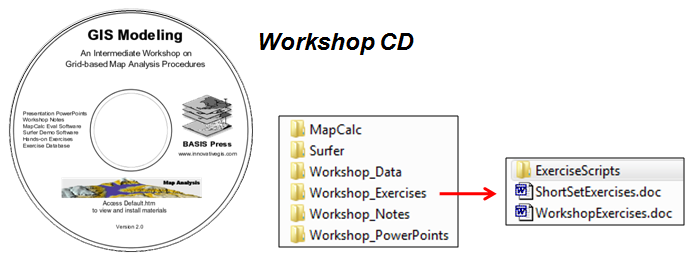 GIS Modeling
An Intermediate Workshop on
Grid-based Map Analysis Procedures
Presentation PowerPoints
Workshop Notes
MapCalc Eval Software
Surfer Demo Software
Hands-on Exercises
Exercise Database
BASIS Press
www.innovativegis.com
Map Analysis
Access Default.htm
to view and install materials
Version 2.0
Workshop CD
MapCalc
Surfer
Workshop_Data
Workshop_Exercises
Workshop_Notes
Workshop_PowerPoints
ExerciseScripts
ShortSetExercises.doc
WorkshopExercises.doc